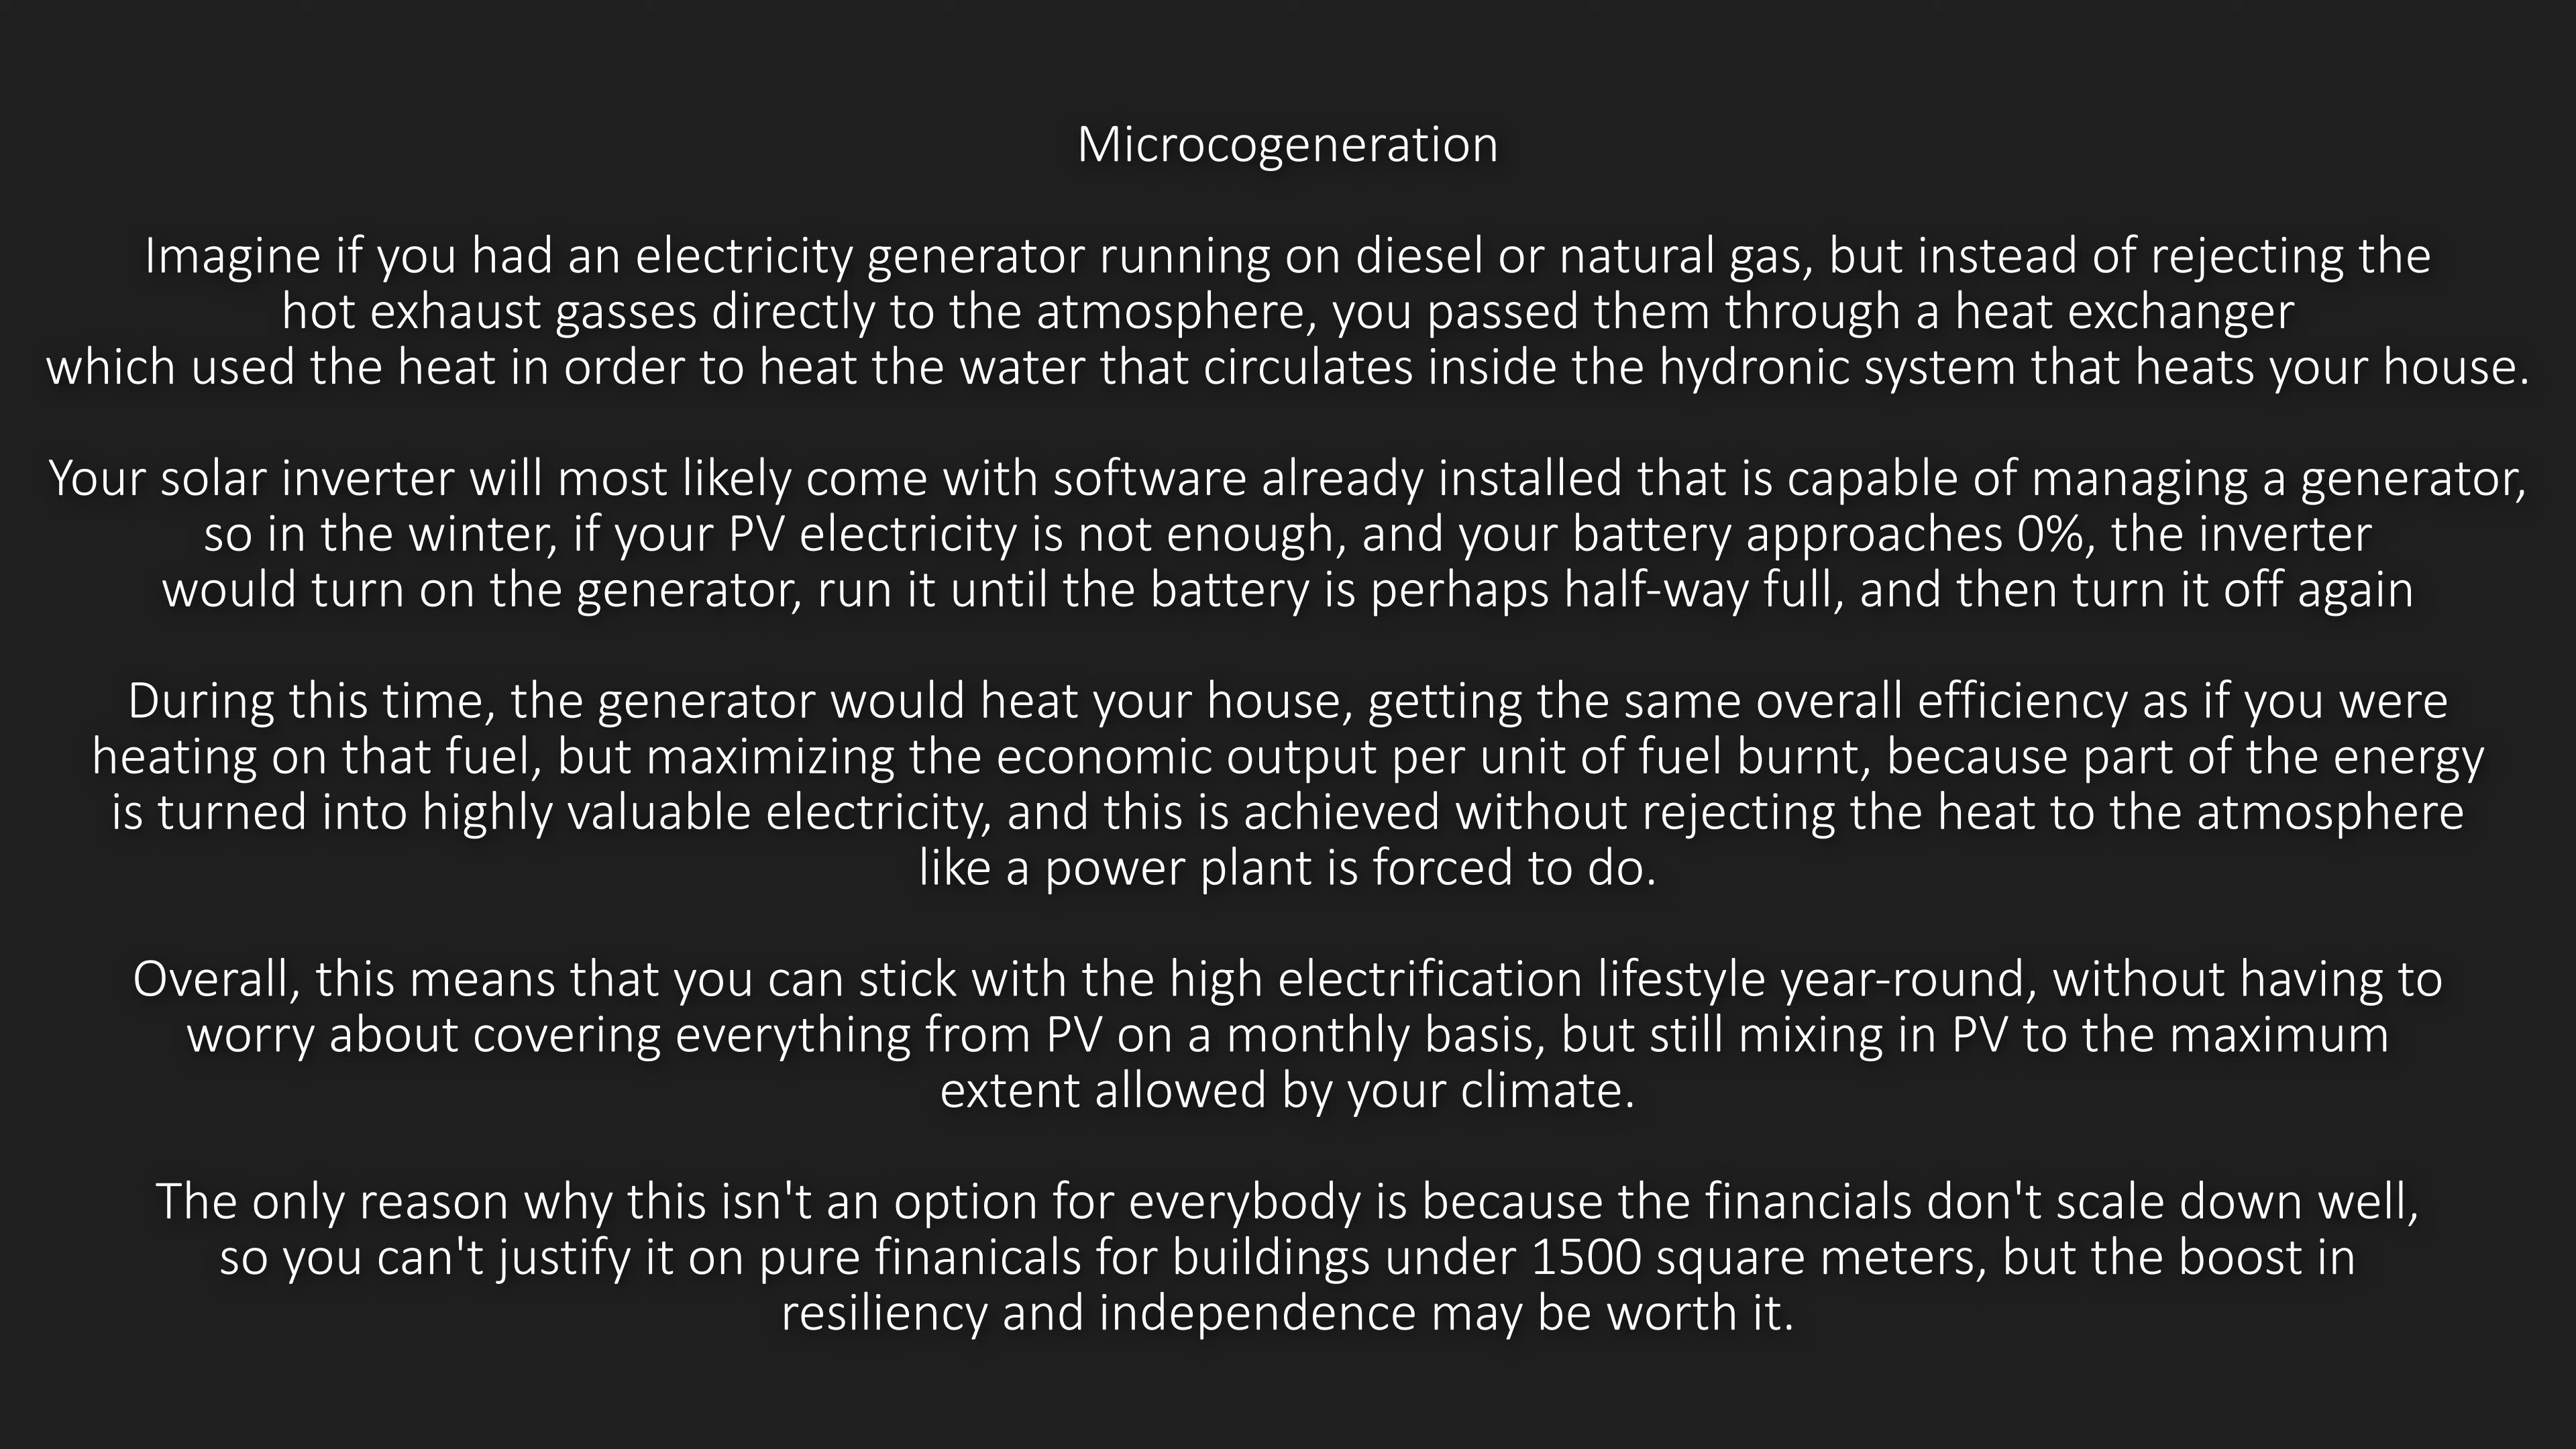 Microcogeneration
Imagine if you had an electricity generator running on diesel or natural gas, but instead of rejecting the
hot exhaust gasses directly to the atmosphere, you passed them through a heat exchanger
which used the heat in order to heat the water that circulates inside the hydronic system that heats your house.
Your solar inverter will most likely come with software already installed that is capable of managing a generator,
so in the winter, if your PV electricity is not enough, and your battery approaches 0%, the inverter
would turn on the generator, run it until the battery is perhaps half-way full, and then turn it off again
During this time, the generator would heat your house, getting the same overall efficiency as if you were
heating on that fuel, but maximizing the economic output per unit of fuel burnt, because part of the energy
is turned into highly valuable electricity, and this is achieved without rejecting the heat to the atmosphere
like a power plant is forced to do.
Overall, this means that you can stick with the high electrification lifestyle year-round, without having to
worry about covering everything from PV on a monthly basis, but still mixing in PV to the maximum
extent allowed by your climate.
The only reason why this isn't an option for everybody is because the financials don't scale down well,
so you can't justify it on pure finanicals for buildings under 1500 square meters, but the boost in
resiliency and independence may be worth it.